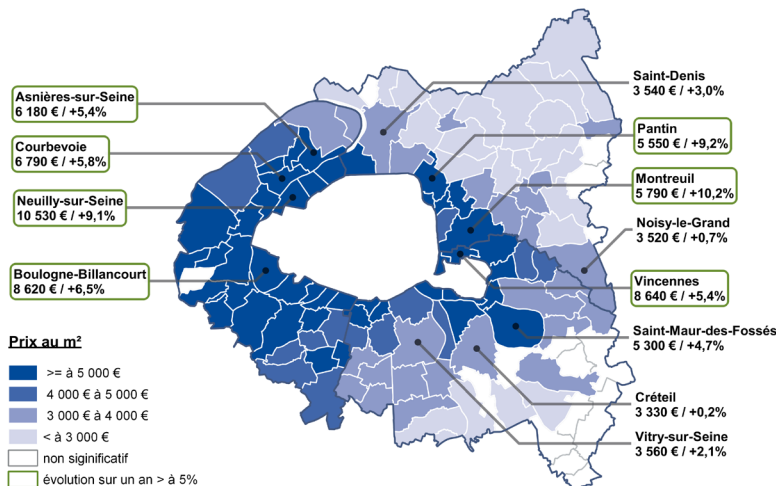 Asnières-sur-Seine
6 180 € / +5,4%
Courbevoie
6 790 € / +5,8%
Neuilly-sur-Seine
10 530 € / +9,1%
Boulogne-Billancourt
8 620 € / +6,5%
Saint-Denis
3 540 € / +3,0%
Pantin
5 550 € / +9,2%
Montreuil
5 790 € / +10,2%
Noisy-le-Grand
3 520 € / +0,7%
Vincennes
8 640 € / +5,4%
Saint-Maur-des-Fossés
5 300 € / +4,7%
Créteil
3 330 € / +0,2%
Vitry-sur-Seine
3 560 € / +2,1%
Prix au m²
>= à 5 000 €
4 000 € à 5 000 €
3 000 € à 4 000 €
< à 3 000 €
non siginificatif
évolution sur un an > à 5%